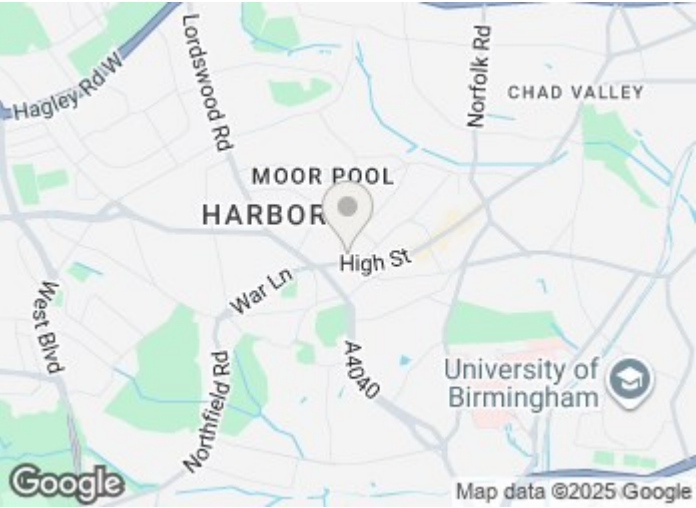 Lordswood Rd
Norfolk Rd
Hagley Rd W
CHAD VALLEY
MOOR POOL
HARBOR
High St
War Ln
West Blvd
A4040
Northfield Rd
University of
Birmingham
Google
Map data ©2025 Google